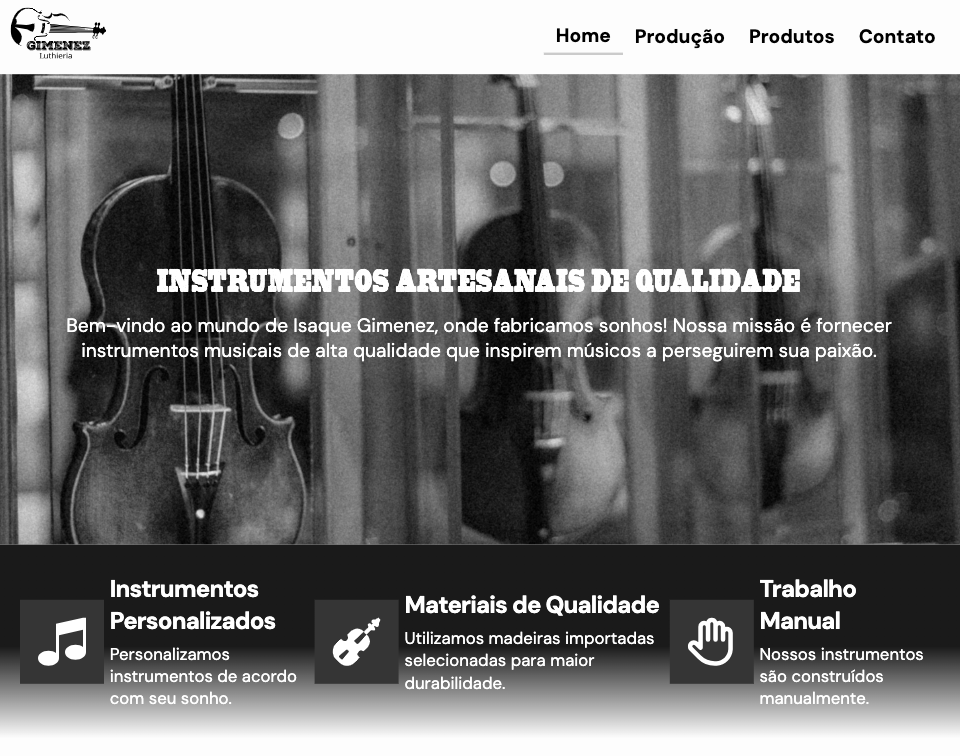 GIMENEZ
Luthieria
Home
Produção
Produtos
Contato
INSTRUMENTOS ARTESANAIS DE QUALIDADE
Bem-vindo ao mundo de Isaque Gimenez, onde fabricamos sonhos! Nossa missão é fornecer
instrumentos musicais de alta qualidade que inspirem músicos a perseguirem sua paixão.
Instrumentos
Personalizados
Personalizamos
instrumentos de acordo
com seu sonho.
Materiais de Qualidade
Utilizamos madeiras importadas
selecionadas para maior
durabilidade.
Trabalho
Manual
Nossos instrumentos
são construídos
manualmente.